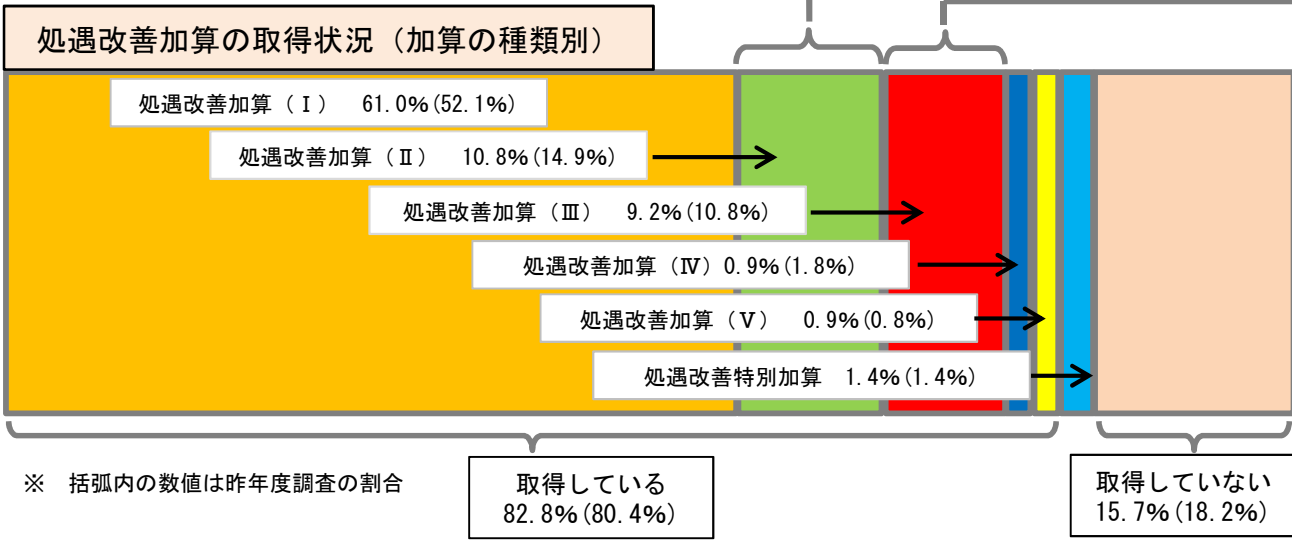 処遇改善加算の取得状況（加算の種類別）
処遇改善加算（Ⅰ） 61.0%(52.1%)
処遇改善加算（Ⅱ） 10.8%(14.9%)
処遇改善加算（Ⅲ） 9.2%(10.8%)
処遇改善加算（Ⅳ）0.9%(1.8%)
処遇改善加算（Ⅴ） 0.9%(0.8%)
処遇改善特別加算 1.4%(1.4%)
※ 括弧内の数値は昨年度調査の割合
取得している
82.8%(80.4%)
取得していない
15.7%(18.2%)